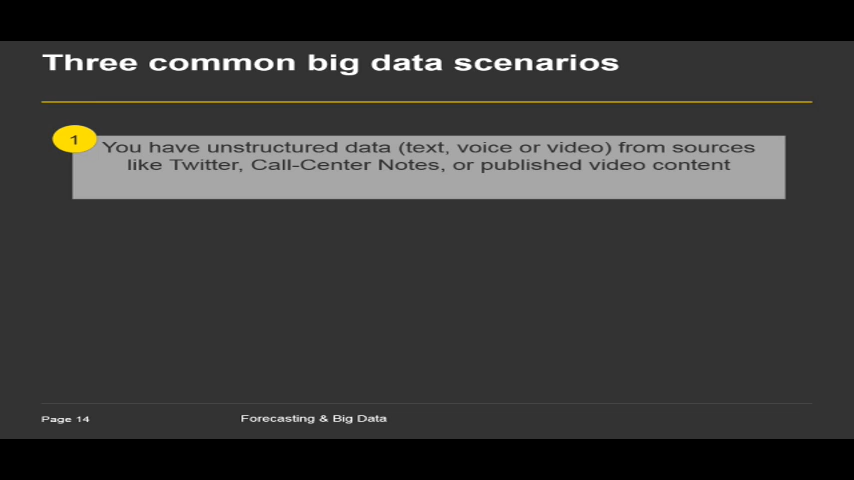 Three common big data scenarios
1
You have unstructured data (text, voice or video) from sources
like Twitter, Call-Center Notes, or published video content
Page 14
Forecasting & Big Data